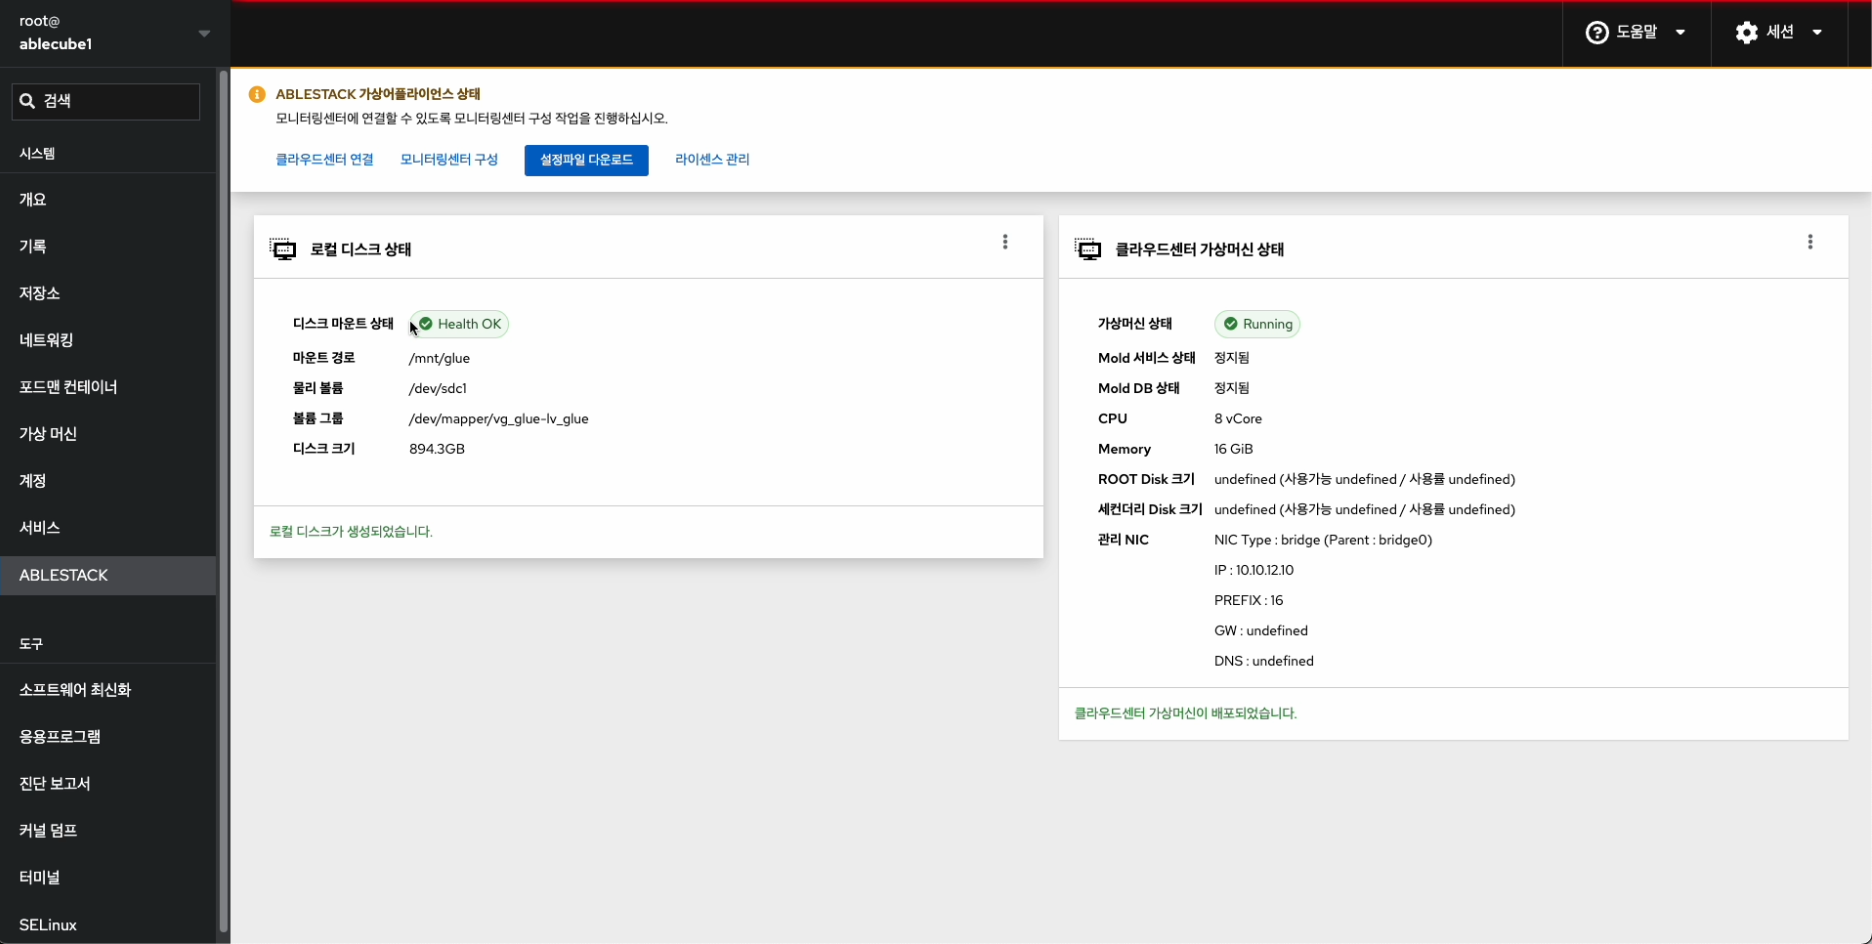 root@
ablecube1
도움말
세션
검색
시스템
개요
기록
저장소
네트워킹
포드맨 컨테이너
가상 머신
계정
서비스
ABLESTACK
도구
소프트웨어 최신화
응용프로그램
진단 보고서
커널 덤프
터미널
SELinux
ABLESTACK 가상어플라이언스 상태
모니터링센터에 연결할 수 있도록 모니터링센터 구성 작업을 진행하십시오.
클라우드센터 연결 모니터링센터 구성 설정파일 다운로드 라이센스 관리
로컬 디스크 상태
디스크 마운트 상태 Health OK
마운트 경로 /mnt/glue
물리 볼륨 /dev/sdc1
볼륨 그룹 /dev/mapper/vg_glue-lv_glue
디스크 크기 894.3GB
로컬 디스크가 생성되었습니다.
클라우드센터 가상머신 상태
가상머신 상태 Running
Mold 서비스 상태 정지됨
Mold DB 상태 정지됨
CPU 8 vCore
Memory 16 GiB
ROOT Disk 크기 undefined (사용가능 undefined / 사용률 undefined)
세컨더리 Disk 크기 undefined (사용가능 undefined / 사용률 undefined)
관리 NIC NIC Type : bridge (Parent : bridge0)
IP : 10.10.12.10
PREFIX : 16
GW : undefined
DNS : undefined
클라우드센터 가상머신이 배포되었습니다.